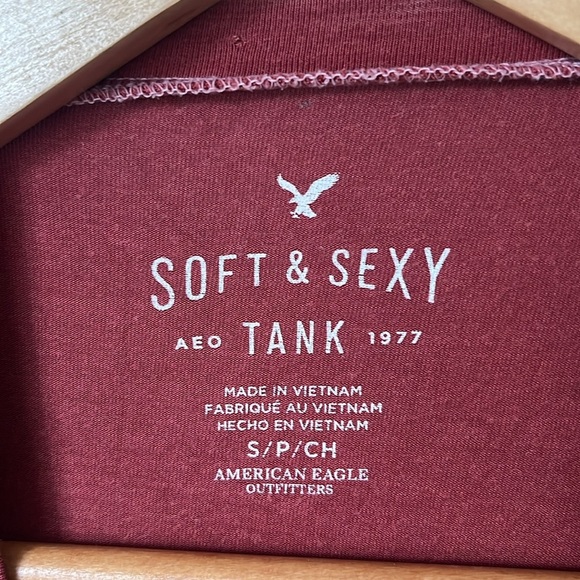 SOFT & SEXY
AEO TANK 1977
MADE IN VIETNAM
FABRIQUÉ AU VIETNAM
HECHO EN VIETNAM
S/P/CH
AMERICAN EAGLE
OUTFITTERS